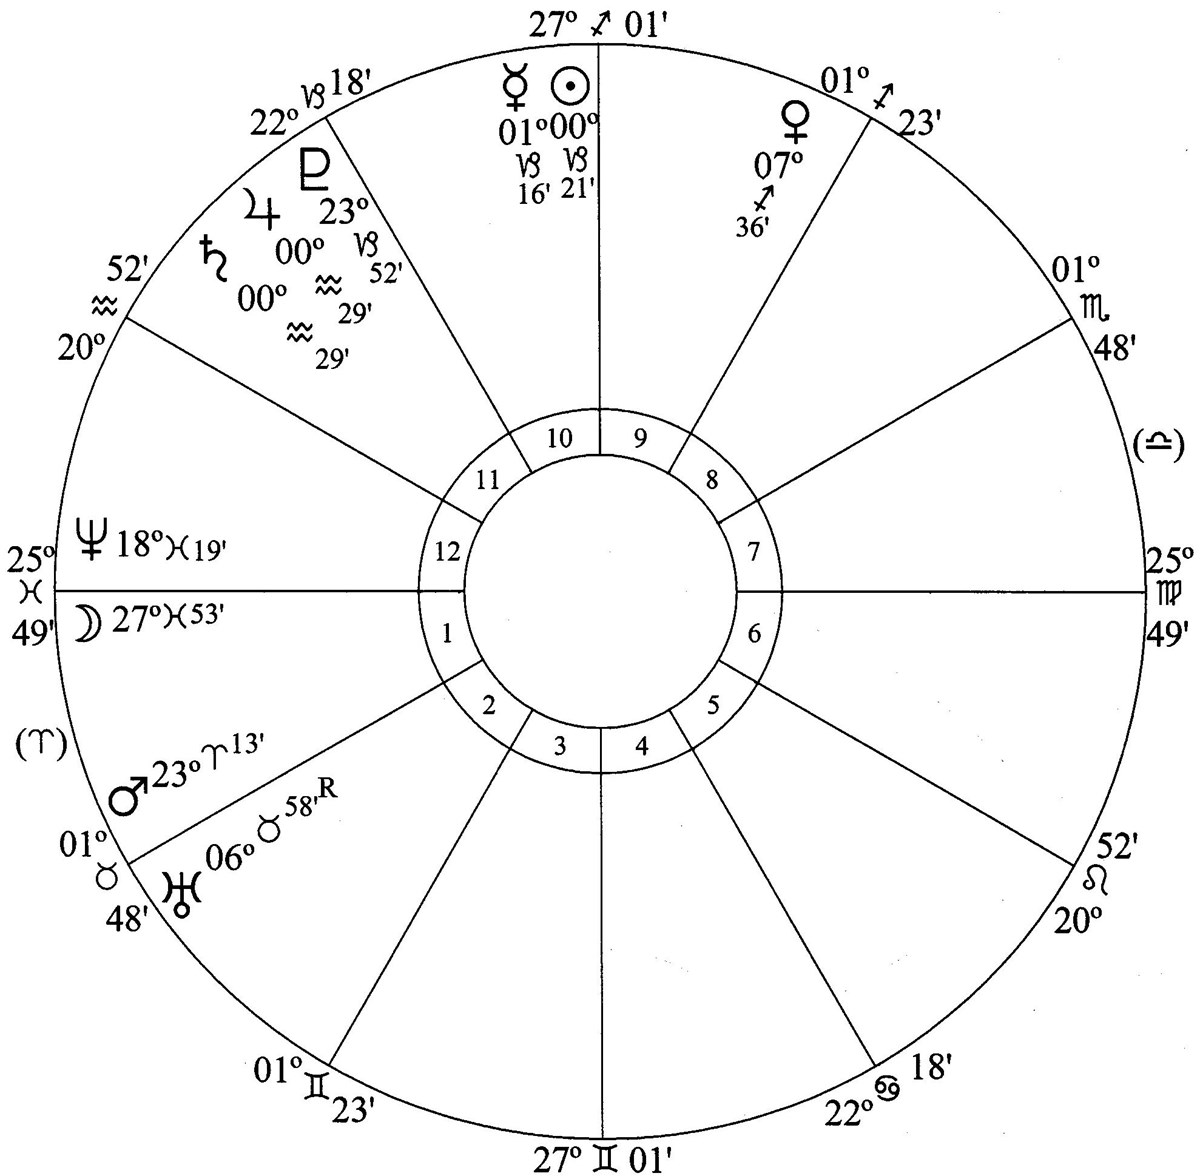 27º ♐ 01'
22º ♑ 18'
☿ ☉
01º 00º
♑ ♑
16' 21'
♀
07º
♐
36'
01º ♐ 23'
♇
23º
♑
52'
♃
00º
♒
29'
♄
00º
♒
29'
52'
♒
20º
01º
♏
48'
(♎)
10 9
11 8
12 7
1 6
2 5
3 4
♆ 18º ♓ 19'
25º
♓
49'
☽ 27º ♓ 53'
25º
♍
49'
(♈)
♂ 23º ♈ 13'
01º
♉
48'
♅ 06º ♉ 58' R
52'
♌
20º
01º ♊ 23'
22º ♋ 18'
27º ♊ 01'